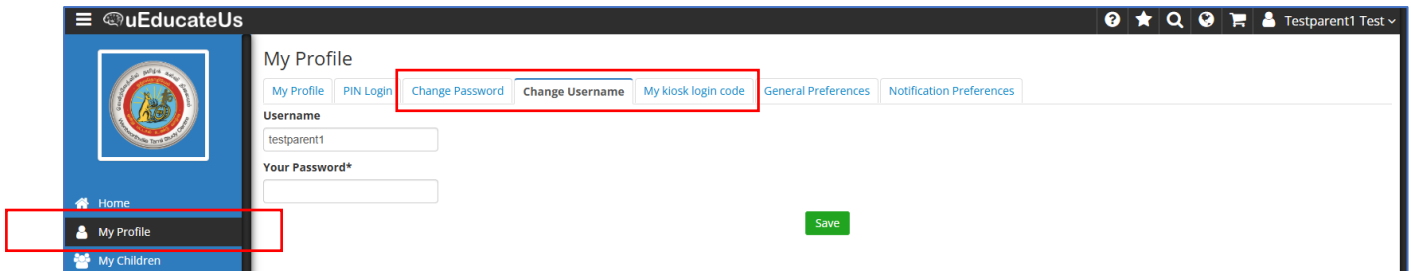 uEducateUs
Testparent1 Test
My Profile
My Profile PIN Login Change Password Change Username My kiosk login code General Preferences Notification Preferences
Username
testparent1
Your Password*
Save
Home
My Profile
My Children